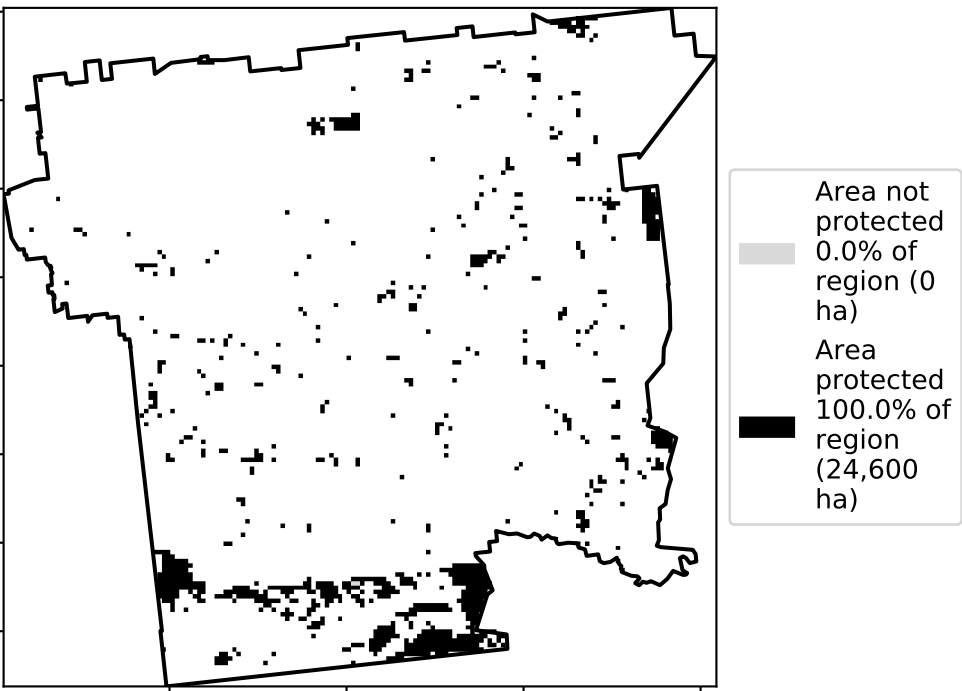 Area not
protected
0.0% of
region (0
ha)
Area
protected
100.0% of
region
(24,600
ha)